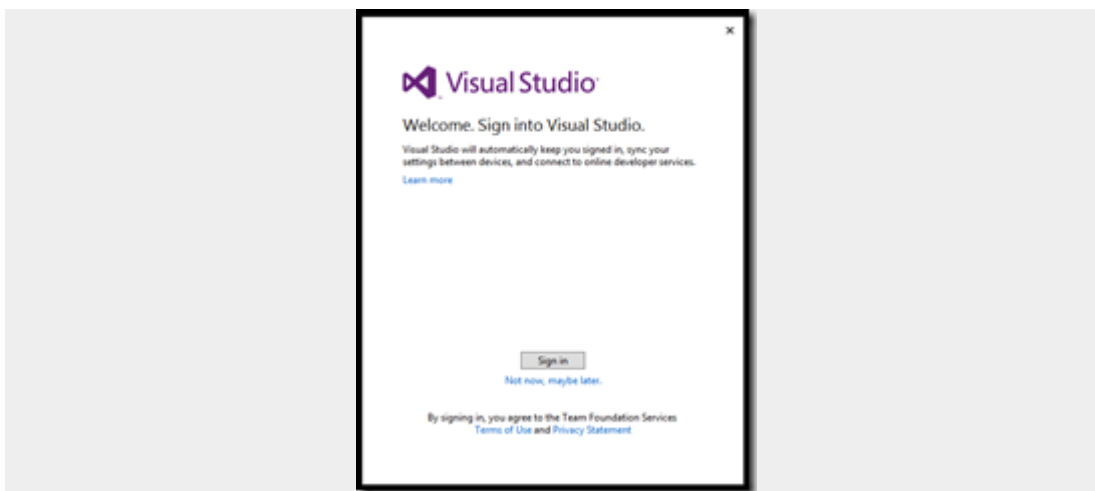 Visual Studio
Welcome. Sign into Visual Studio.
Visual Studio will automatically keep you signed in, sync your
settings between devices, and connect to online developer services.
Learn more
Sign in
Not now, maybe later.
By signing in, you agree to the Team Foundation Services
Terms of Use and Privacy Statement